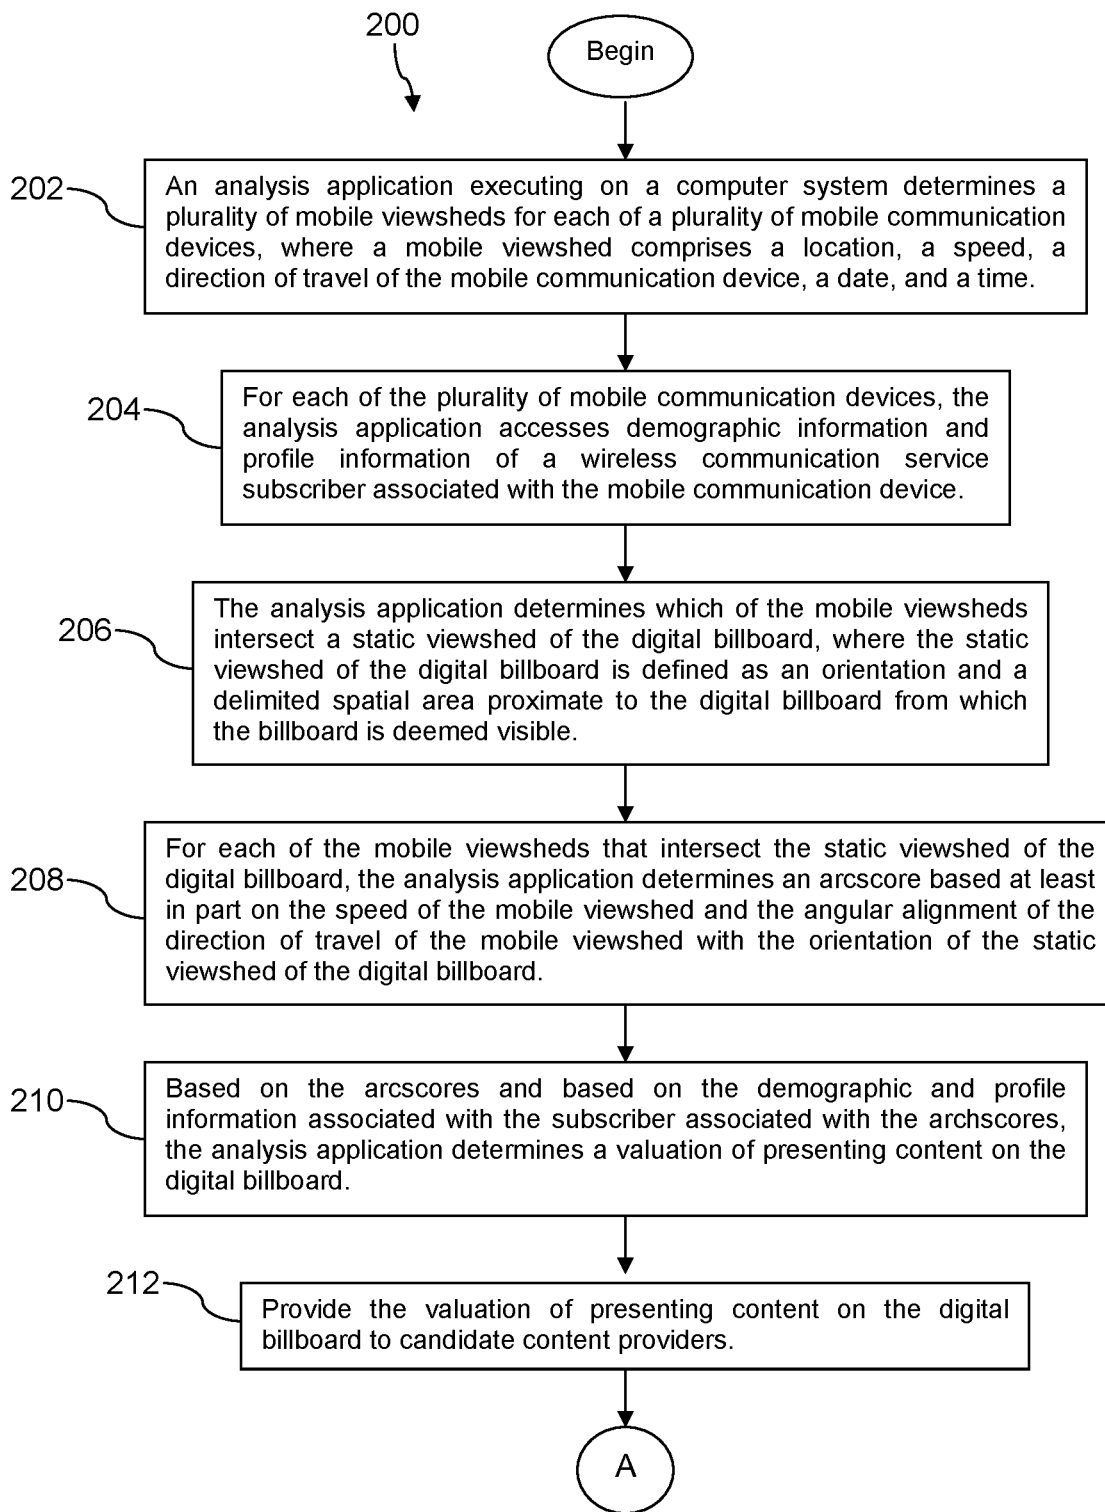 200
Begin
202
An analysis application executing on a computer system determines a
plurality of mobile viewsheds for each of a plurality of mobile communication
devices, where a mobile viewshed comprises a location, a speed, a
direction of travel of the mobile communication device, a date, and a time.
204
For each of the plurality of mobile communication devices, the
analysis application accesses demographic information and
profile information of a wireless communication service
subscriber associated with the mobile communication device.
206
The analysis application determines which of the mobile viewsheds
intersect a static viewshed of the digital billboard, where the static
viewshed of the digital billboard is defined as an orientation and a
delimited spatial area proximate to the digital billboard from which
the billboard is deemed visible.
208
For each of the mobile viewsheds that intersect the static viewshed of the
digital billboard, the analysis application determines an arcscore based at least
in part on the speed of the mobile viewshed and the angular alignment of the
direction of travel of the mobile viewshed with the orientation of the static
viewshed of the digital billboard.
210
Based on the arcscores and based on the demographic and profile
information associated with the subscriber associated with the archscores,
the analysis application determines a valuation of presenting content on the
digital billboard.
212
Provide the valuation of presenting content on the digital
billboard to candidate content providers.
A